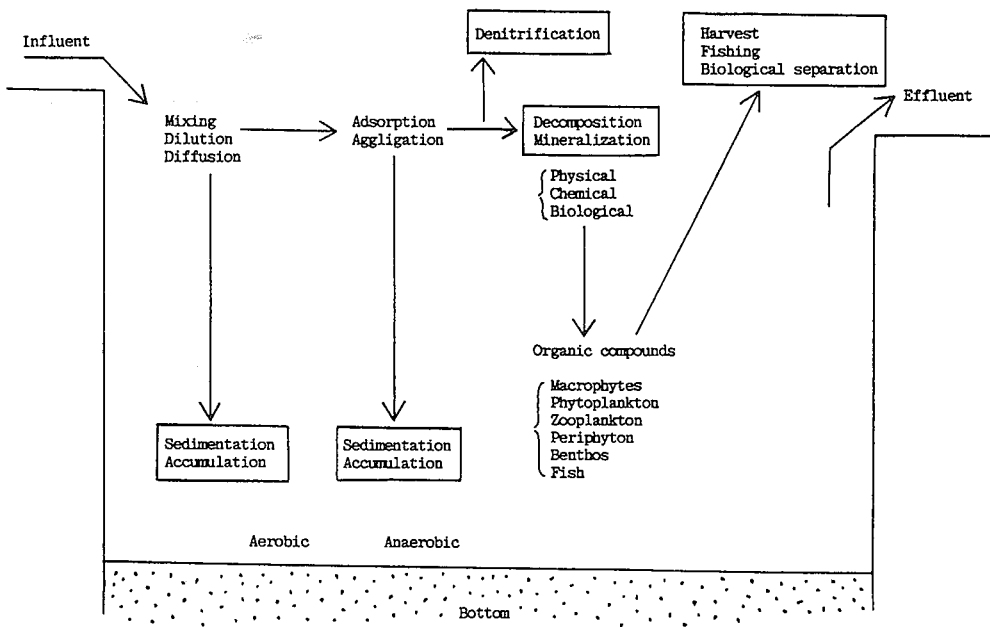 Influent
Denitrification
Harvest
Fishing
Biological separation
Effluent
Mixing
Dilution
Diffusion
Adsorption
Aggligation
Decomposition
Mineralization
Physical
Chemical
Biological
Organic compounds
Macrophytes
Phytoplankton
Zooplankton
Periphyton
Benthos
Fish
Sedimentation
Accumulation
Sedimentation
Accumulation
Aerobic
Anaerobic
Bottom